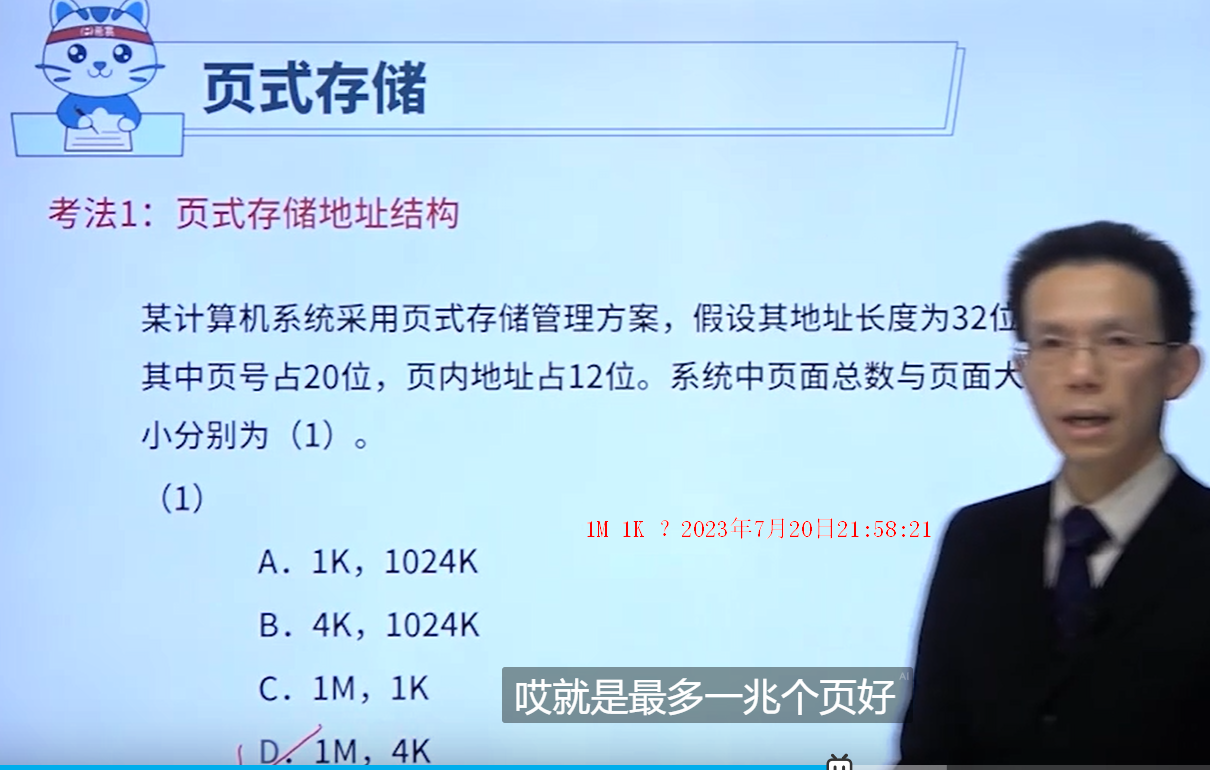 页式存储
考法1：页式存储地址结构
某计算机系统采用页式存储管理方案，假设其地址长度为32位
其中页号占20位，页内地址占12位。系统中页面总数与页面大
小分别为（1）。
（1）
1M 1K ？2023年7月20日21:58:21
A．1K，1024K
B．4K，1024K
C．1M，1K
AI
哎就是最多一兆个页好
D．1M，4K